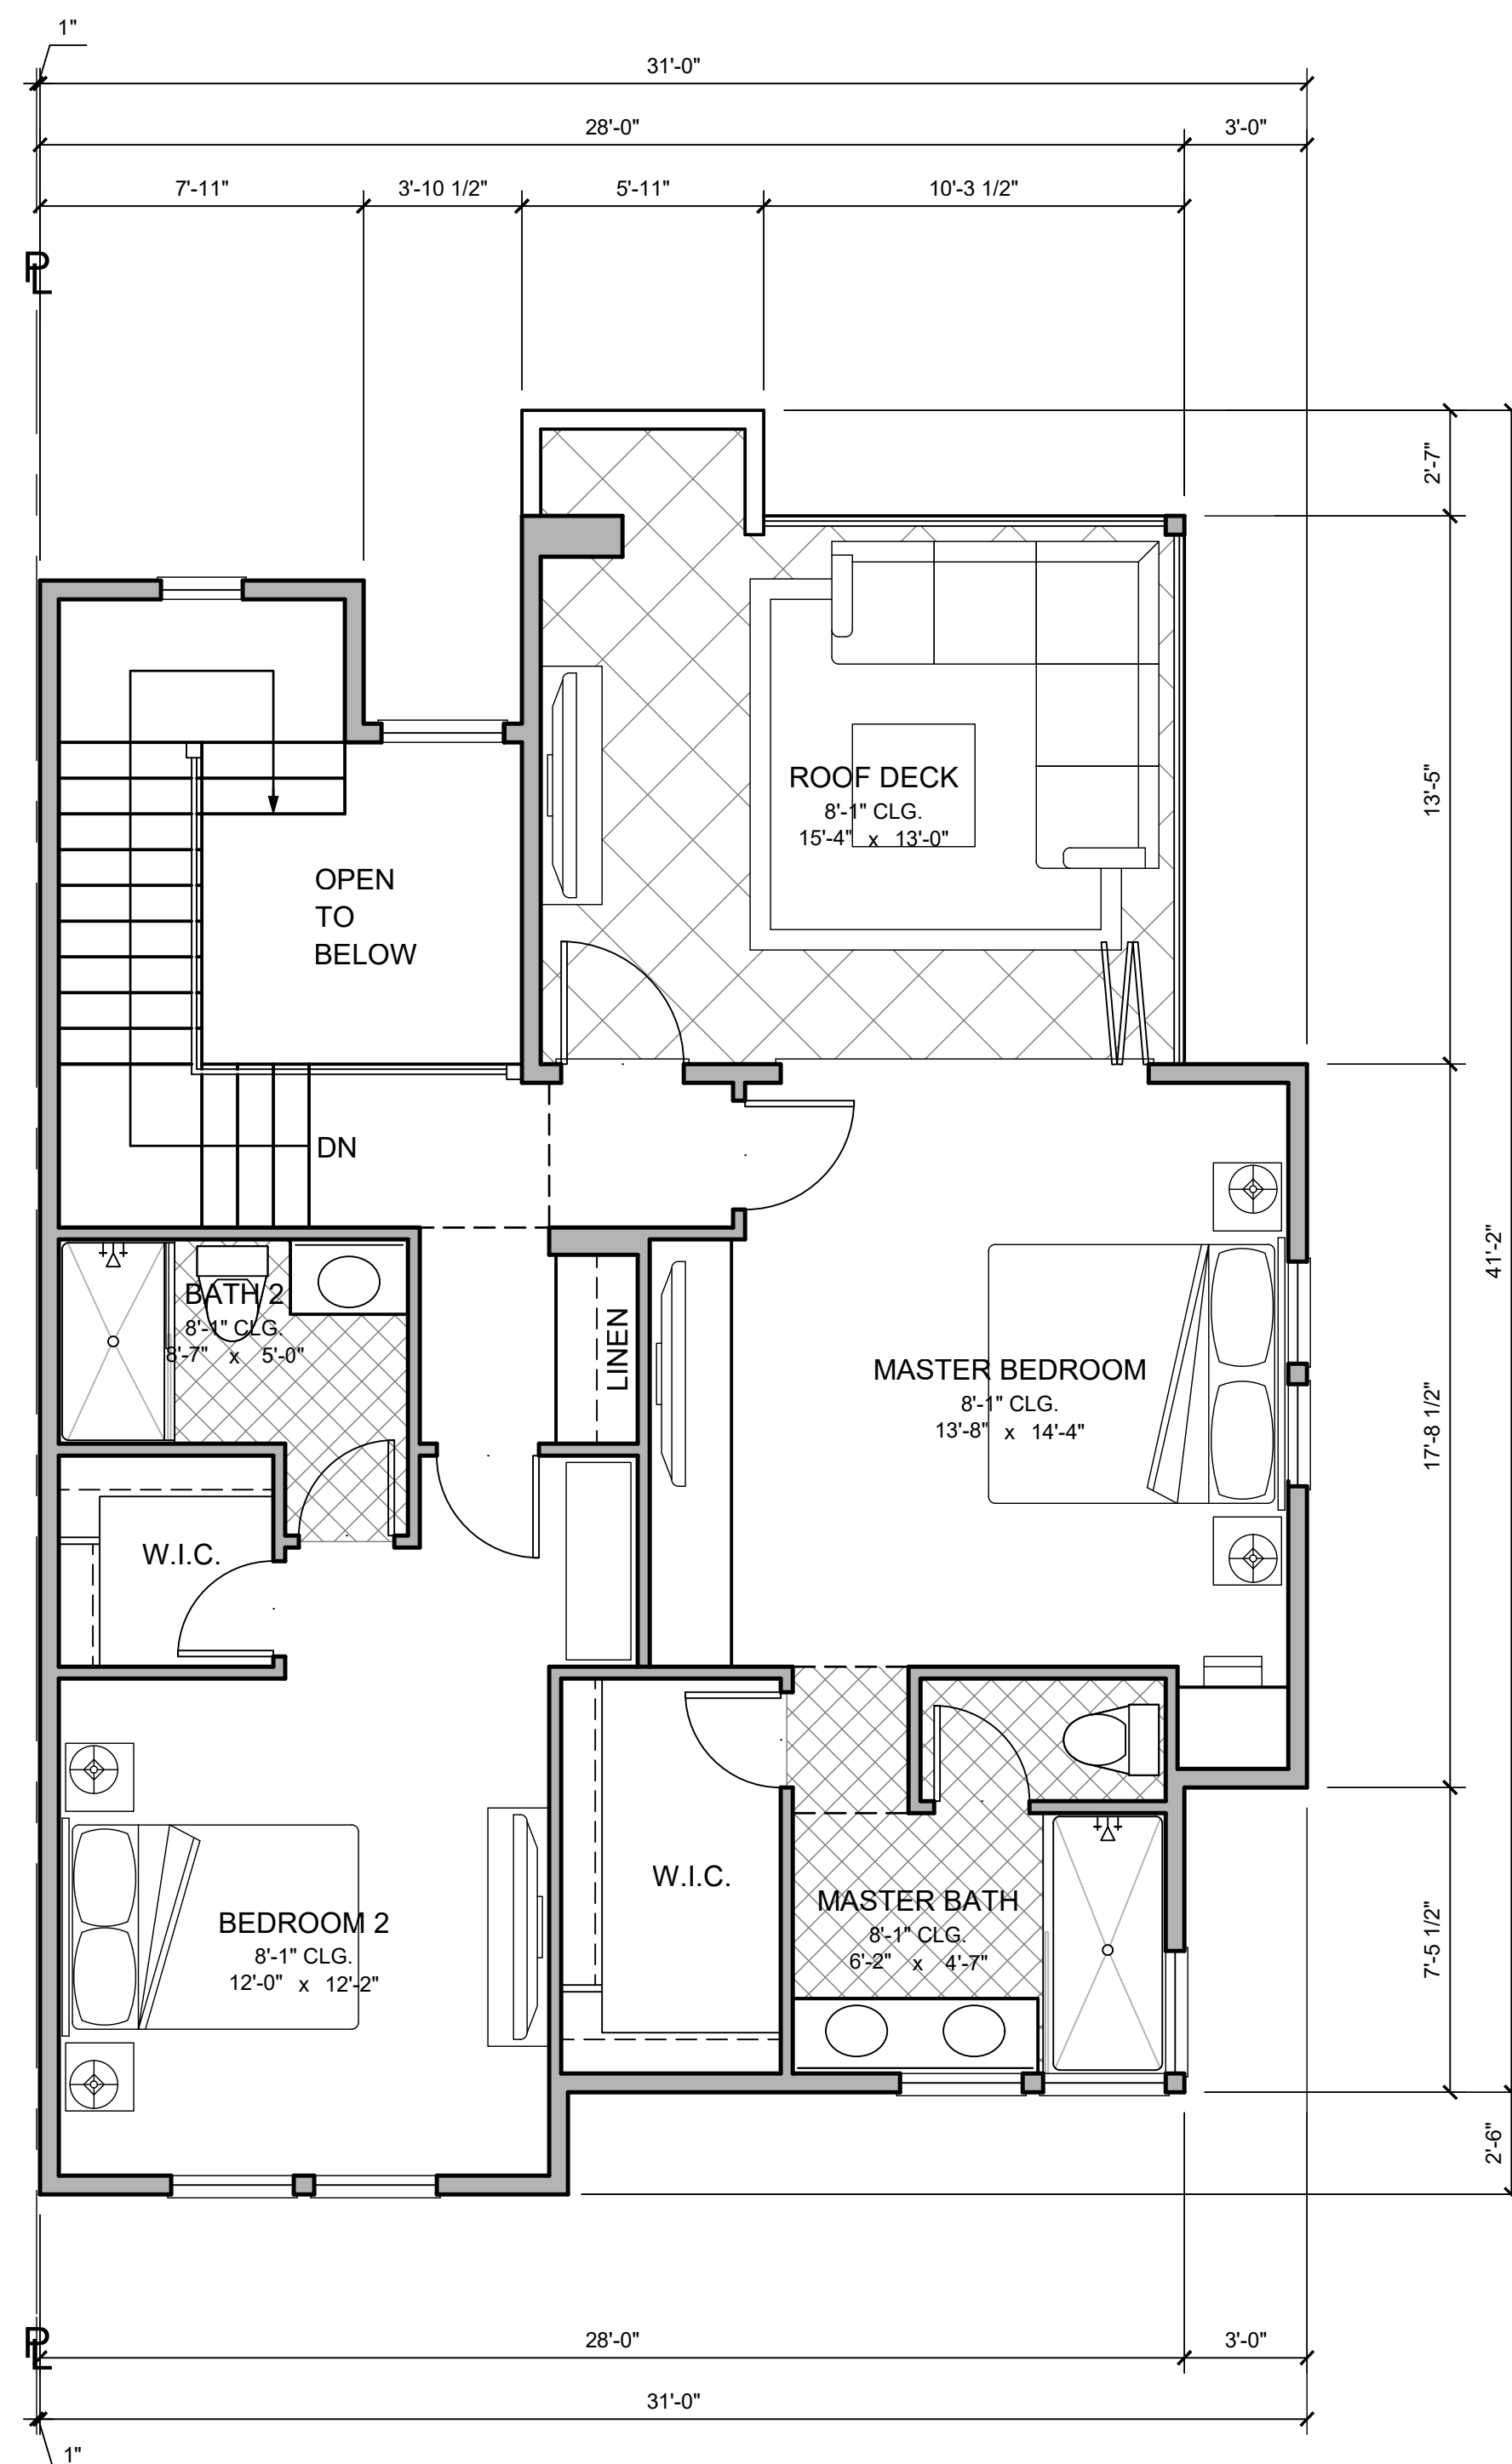 1"
31'-0"
28'-0"
3'-0"
7'-11"
3'-10 1/2"
5'-11"
10'-3 1/2"
PL
2'-7"
13'-5"
ROOF DECK
8'-1" CLG.
15'-4" x 13'-0"
OPEN
TO
BELOW
DN
41'-2"
BATH 2
8'-1" CLG.
8'-7" x 5'-0"
LINEN
MASTER BEDROOM
8'-1" CLG.
13'-8" x 14'-4"
17'-8 1/2"
W.I.C.
W.I.C.
MASTER BATH
8'-1" CLG.
6'-2" x 4'-7"
BEDROOM 2
8'-1" CLG.
12'-0" x 12'-2"
7'-5 1/2"
2'-6"
PL
28'-0"
3'-0"
31'-0"
1"